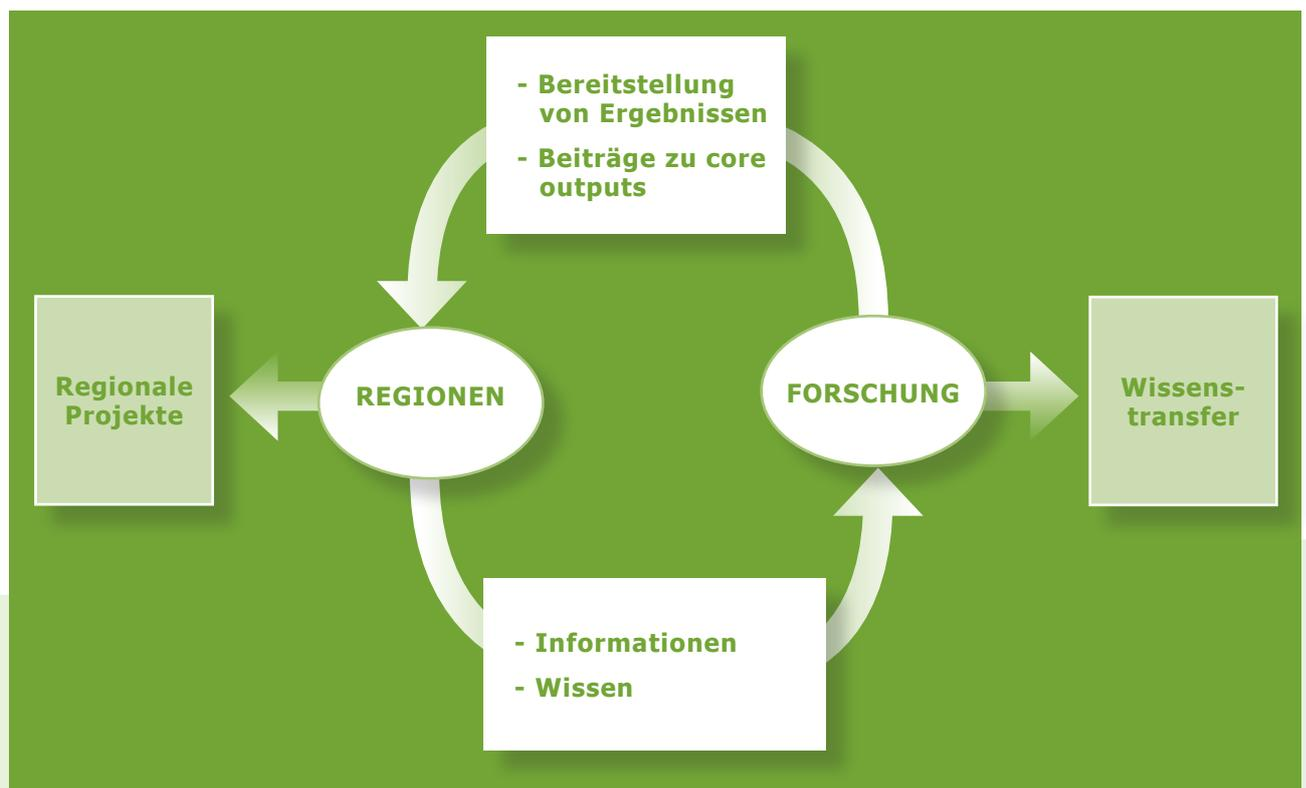 - Bereitstellung
von Ergebnissen
- Beiträge zu core
outputs
Regionale
Projekte
REGIONEN
FORSCHUNG
Wissens-
transfer
- Informationen
- Wissen